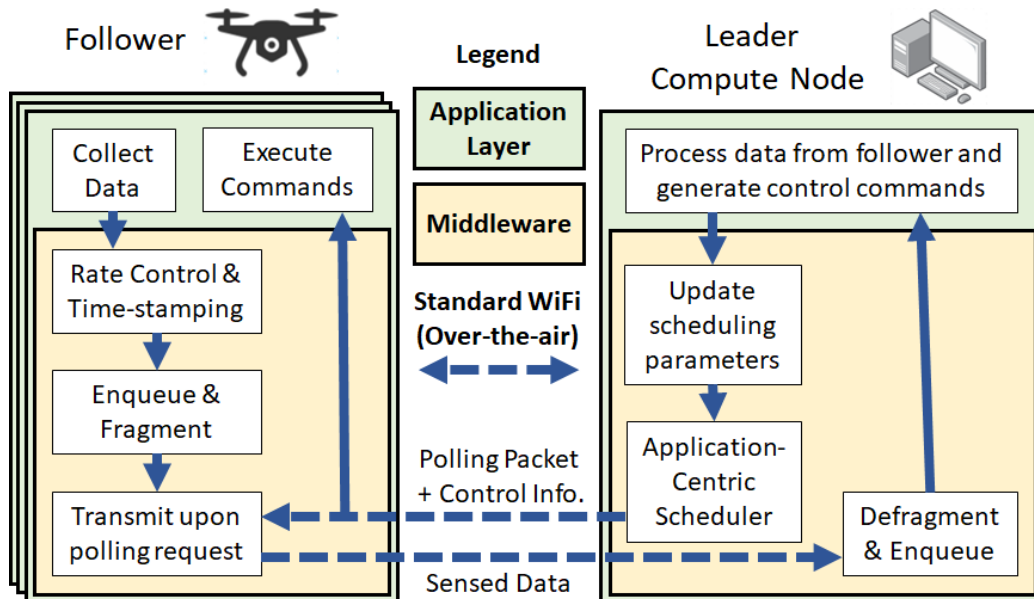 Follower
Legend
Leader
Compute Node
Application
Layer
Middleware
Standard WiFi
(Over-the-air)
Collect
Data
Execute
Commands
Rate Control &
Time-stamping
Enqueue &
Fragment
Transmit upon
polling request
Polling Packet
+ Control Info.
Sensed Data
Process data from follower and
generate control commands
Update
scheduling
parameters
Application-
Centric
Scheduler
Defragment
& Enqueue